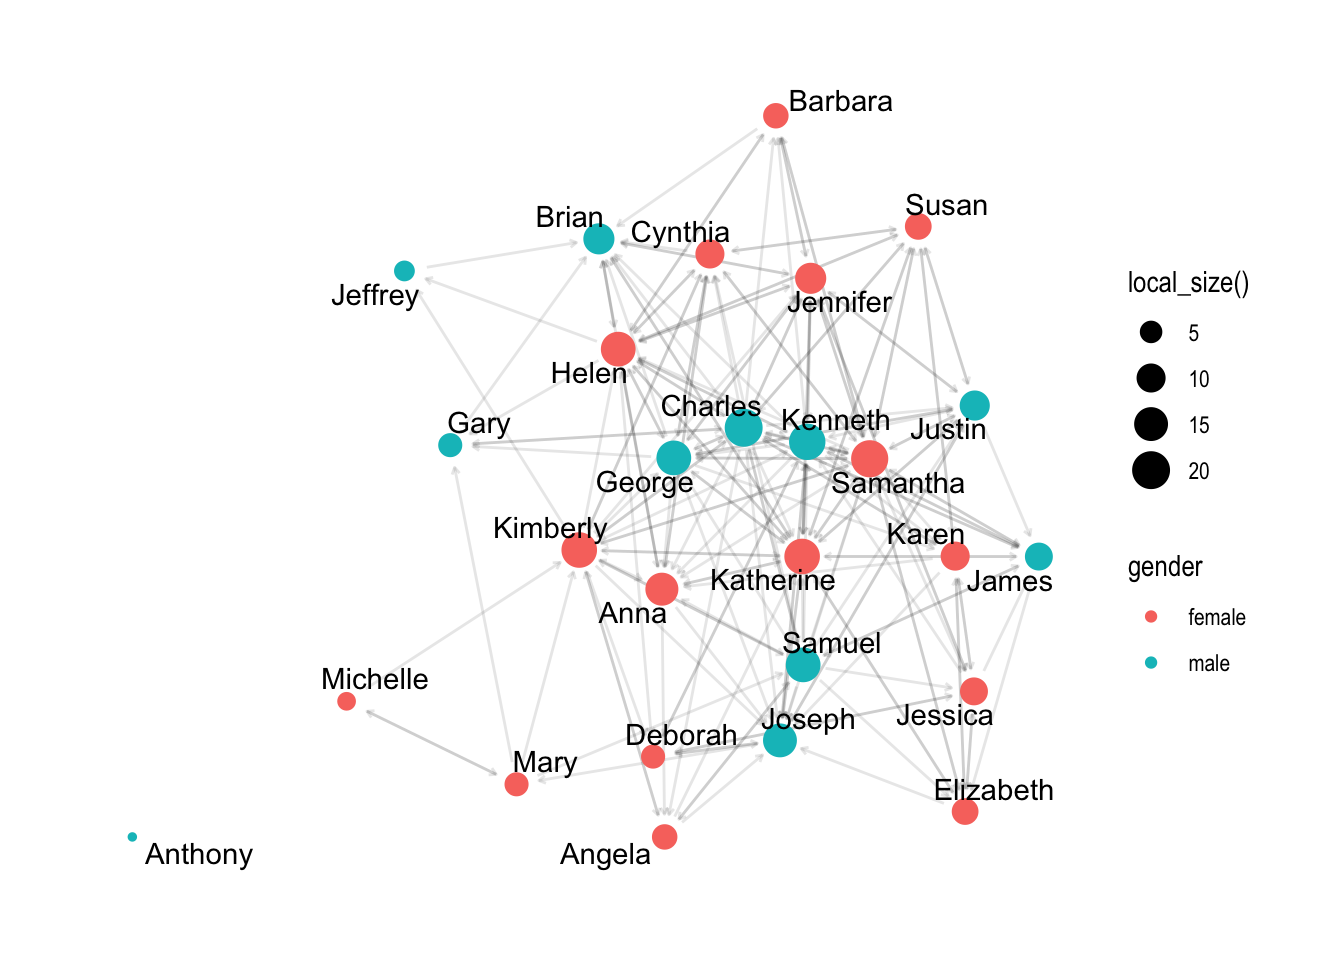 Barbara
Susan
Brian
Cynthia
Jeffrey
Jennifer
Helen
Charles
Kenneth
Gary
Justin
George
Samantha
Kimberly
Karen
Katherine
James
Anna
Samuel
Michelle
Jessica
Joseph
Deborah
Mary
Elizabeth
Anthony
Angela
local_size()
5
10
15
20
gender
female
male